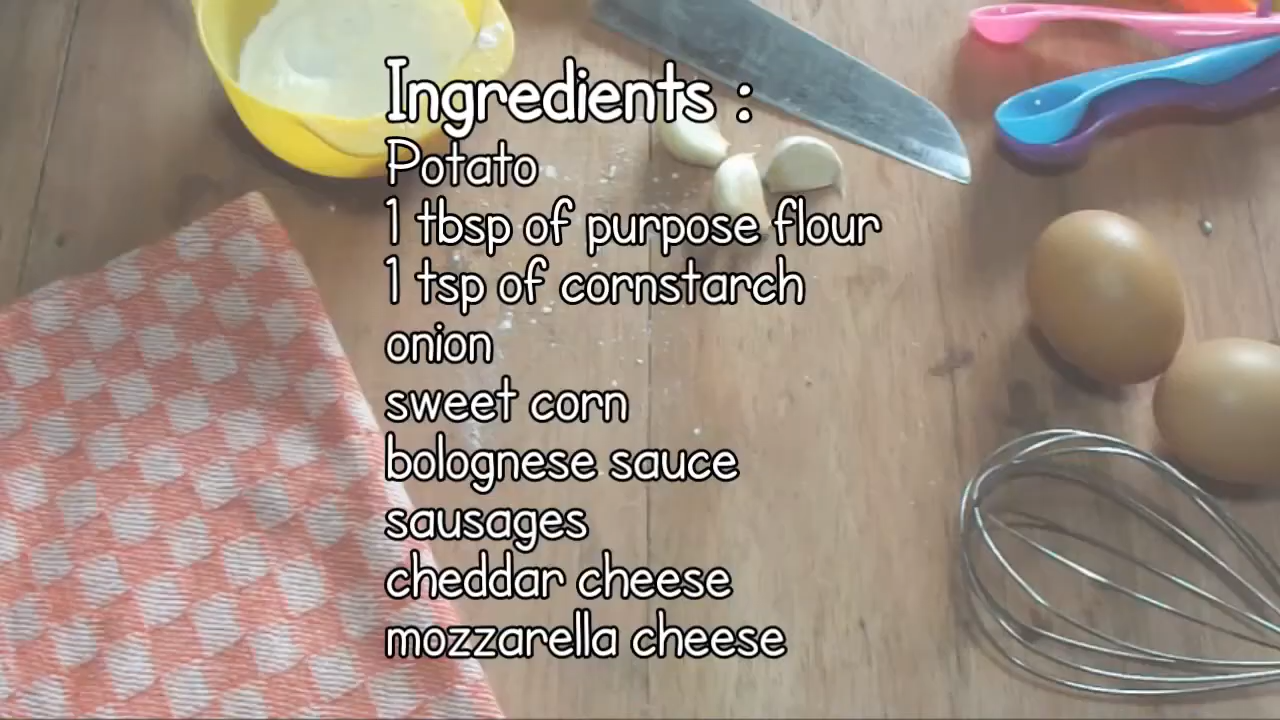 Ingredients :
Potato
1 tbsp of purpose flour
1 tsp of cornstarch
onion
sweet corn
bolognese sauce
sausages
cheddar cheese
mozzarella cheese